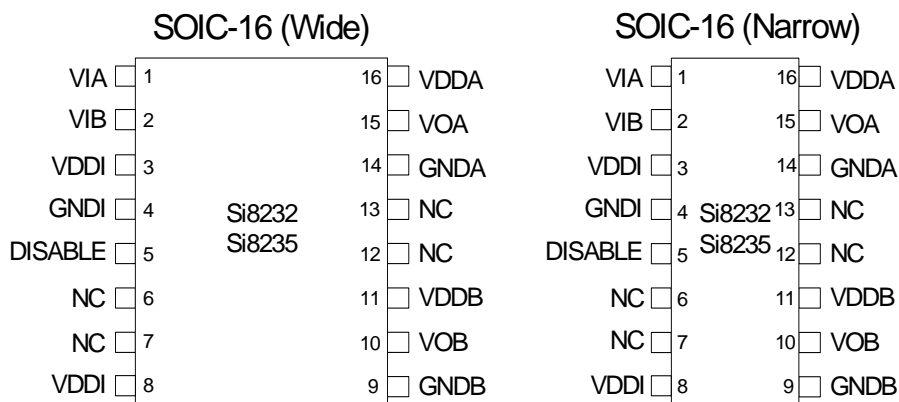 SOIC-16 (Wide)
VIA 1 16 VDDA
VIB 2 15 VOA
VDDI 3 14 GNDA
GNDI 4 Si8232 13 NC
DISABLE 5 Si8235 12 NC
NC 6 11 VDDB
NC 7 10 VOB
VDDI 8 9 GNDB
SOIC-16 (Narrow)
VIA 1 16 VDDA
VIB 2 15 VOA
VDDI 3 14 GNDA
GNDI 4 Si8232 13 NC
DISABLE 5 Si8235 12 NC
NC 6 11 VDDB
NC 7 10 VOB
VDDI 8 9 GNDB